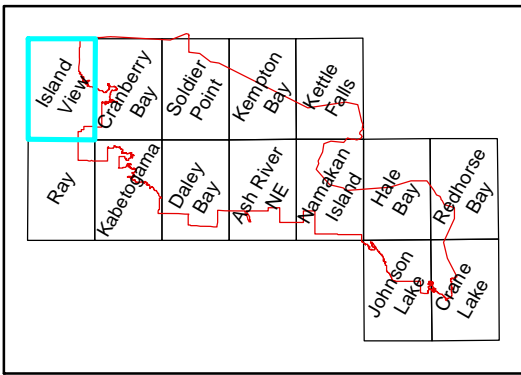 Island
View
Cranberry
Bay
Soldier
Point
Kempton
Bay
Kettle
Falls
Ray
Kabetogama
Daley
Bay
Ash River
NE
Namakan
Island
Hale
Bay
Redhorse
Bay
Johnson
Lake
Crane
Lake